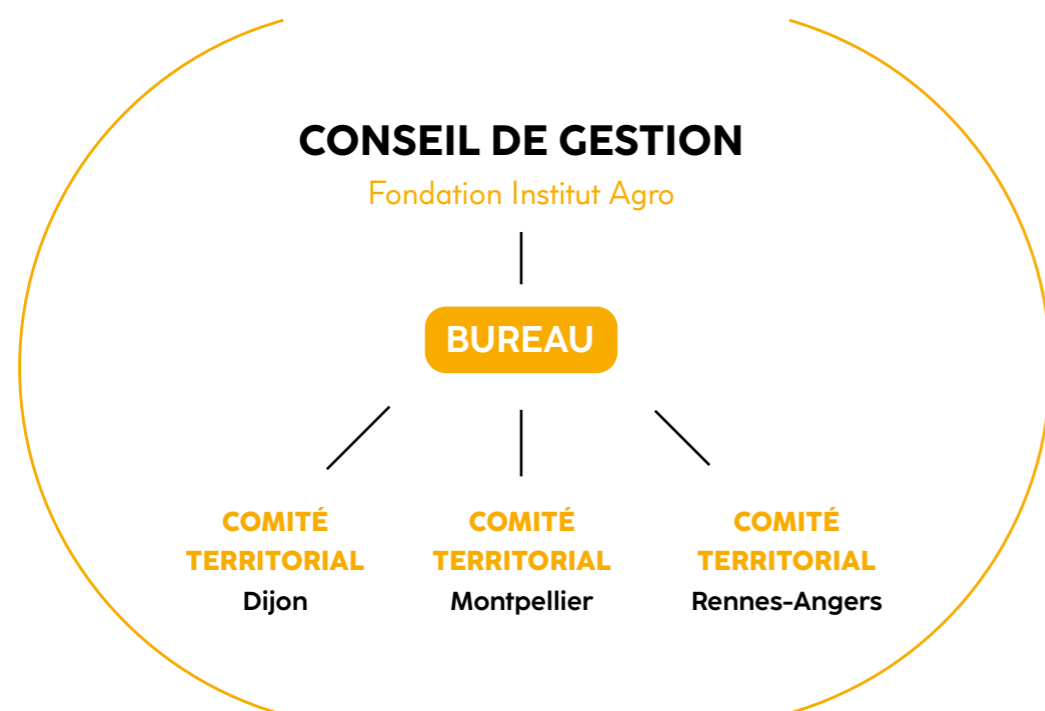 CONSEIL DE GESTION
Fondation Institut Agro
BUREAU
COMITÉ
TERRITORIAL
Dijon
COMITÉ
TERRITORIAL
Montpellier
COMITÉ
TERRITORIAL
Rennes-Angers